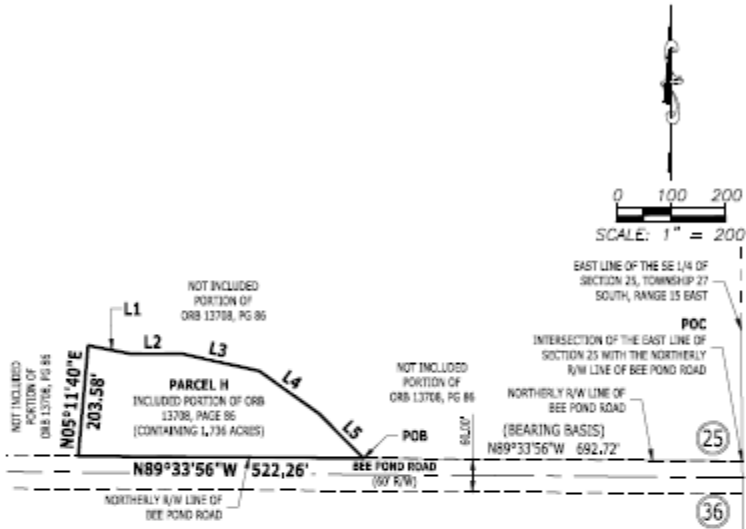 0 100 200
SCALE: 1" = 200
EAST LINE OF THE SE 1/4 OF
SECTION 25, TOWNSHIP 27
SOUTH, RANGE 15 EAST
POC
INTERSECTION OF THE EAST LINE OF
SECTION 25 WITH THE NORTHERLY
R/W LINE OF BEE POND ROAD
NOT INCLUDED
PORTION OF
ORB 13708, PG 86
L1
L2
L3
L4
L5
NOT INCLUDED
PORTION OF
ORB 13708, PG 86
N05°11'40"E
203.58'
PARCEL H
INCLUDED PORTION OF ORB
13708, PAGE 86
(CONTAINING 1.736 ACRES)
NOT INCLUDED
PORTION OF
ORB 13708, PG 86
POB
60.00'
NORTHERLY R/W LINE OF
BEE POND ROAD
(BEARING BASIS)
N89°33'56"W 692.72'
25
N89°33'56"W 522.26'
BEE POND ROAD
(60' R/W)
NORTHERLY R/W LINE OF
BEE POND ROAD
36